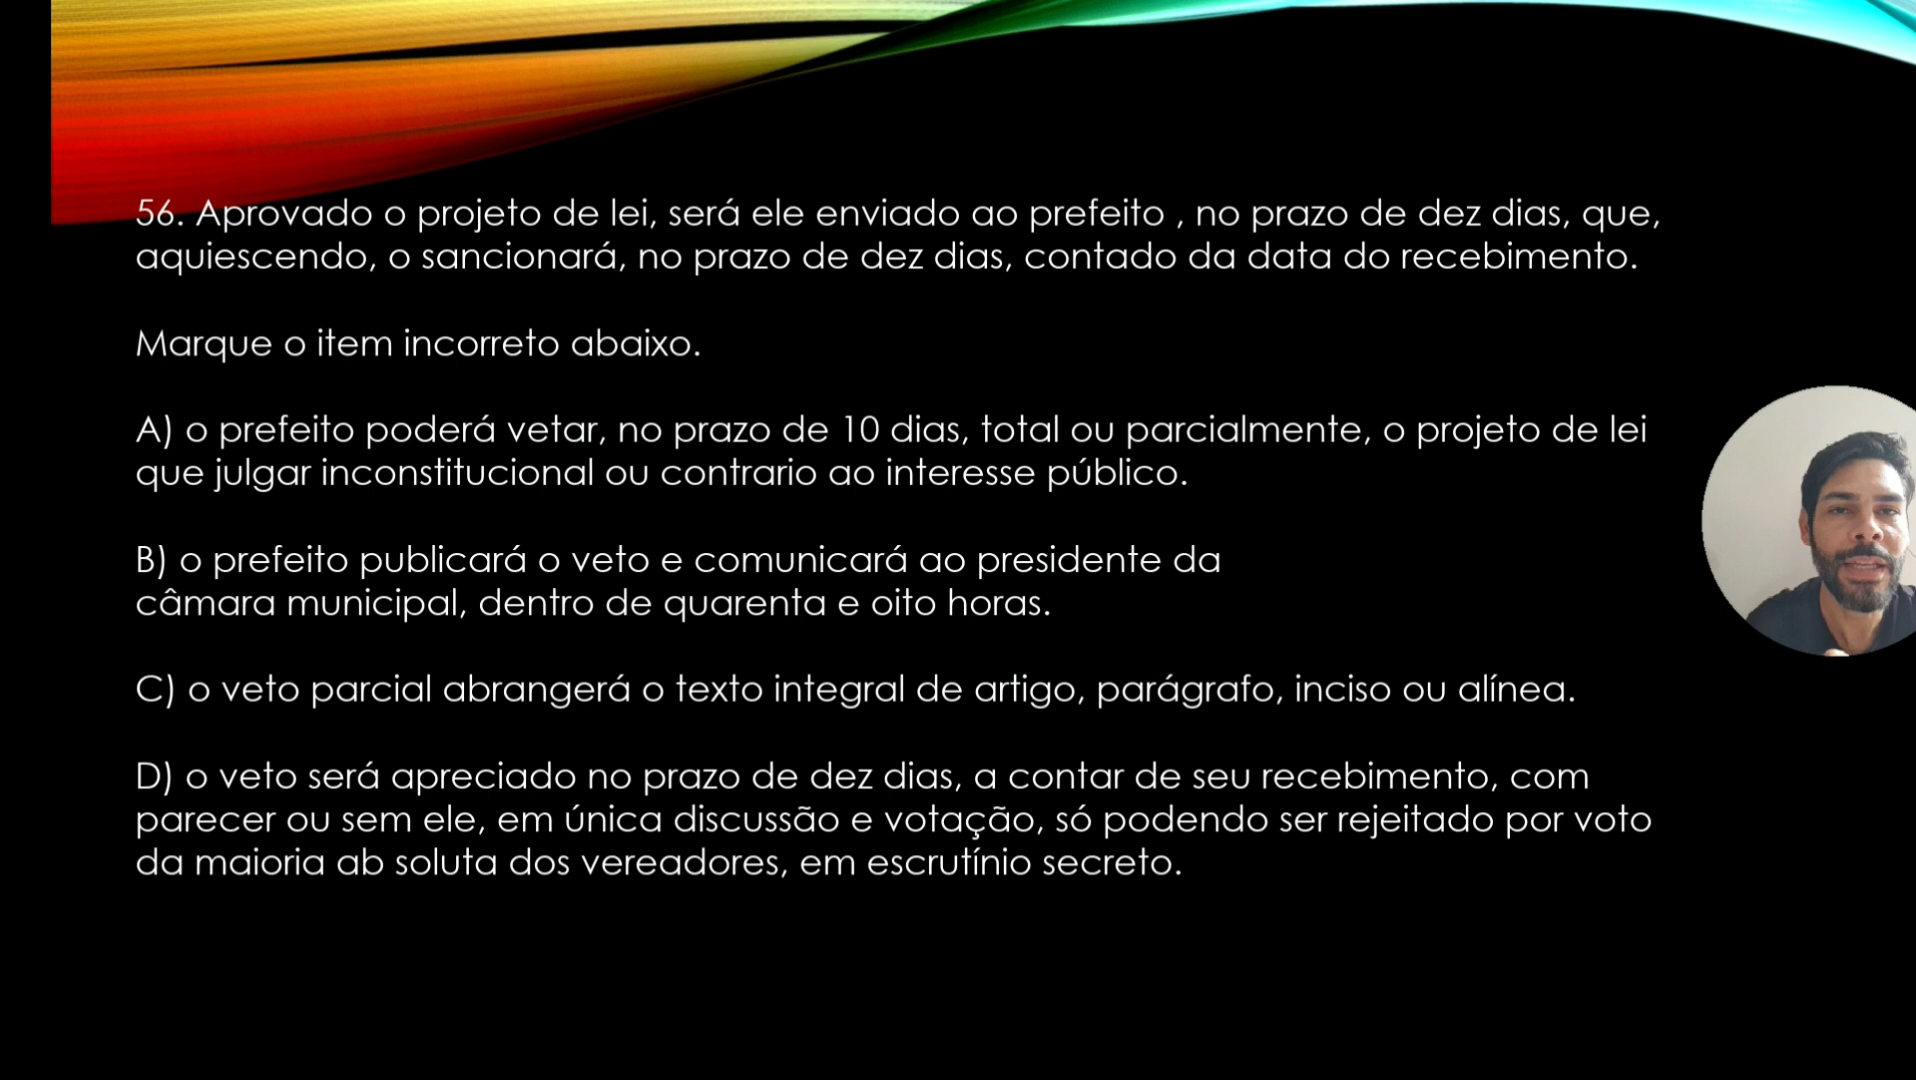 56. Aprovado o projeto de lei, será ele enviado ao prefeito , no prazo de dez dias, que,
aquiescendo, o sancionará, no prazo de dez dias, contado da data do recebimento.
Marque o item incorreto abaixo.
A) o prefeito poderá vetar, no prazo de 10 dias, total ou parcialmente, o projeto de lei
que julgar inconstitucional ou contrario ao interesse público.
B) o prefeito publicará o veto e comunicará ao presidente da
câmara municipal, dentro de quarenta e oito horas.
C) o veto parcial abrangerá o texto integral de artigo, parágrafo, inciso ou alínea.
D) o veto será apreciado no prazo de dez dias, a contar de seu recebimento, com
parecer ou sem ele, em única discussão e votação, só podendo ser rejeitado por voto
da maioria ab soluta dos vereadores, em escrutínio secreto.